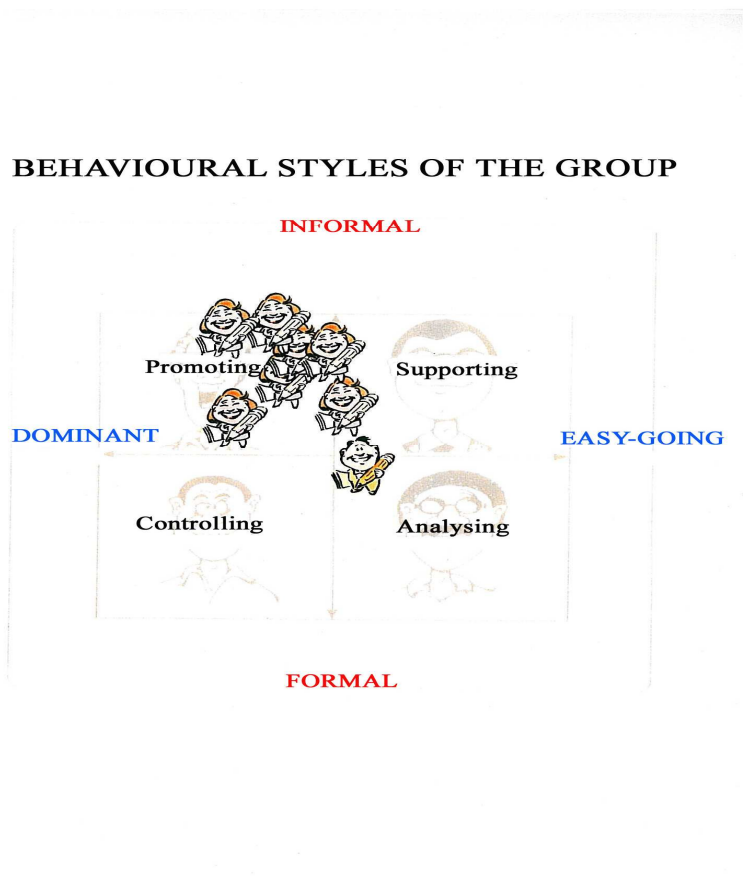 BEHAVIOURAL STYLES OF THE GROUP
INFORMAL
Promoting
Supporting
DOMINANT
EASY-GOING
Controlling
Analysing
FORMAL